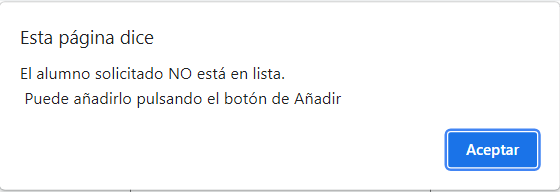 Esta página dice
El alumno solicitado NO está en lista.
Puede añadirlo pulsando el botón de Añadir
Aceptar